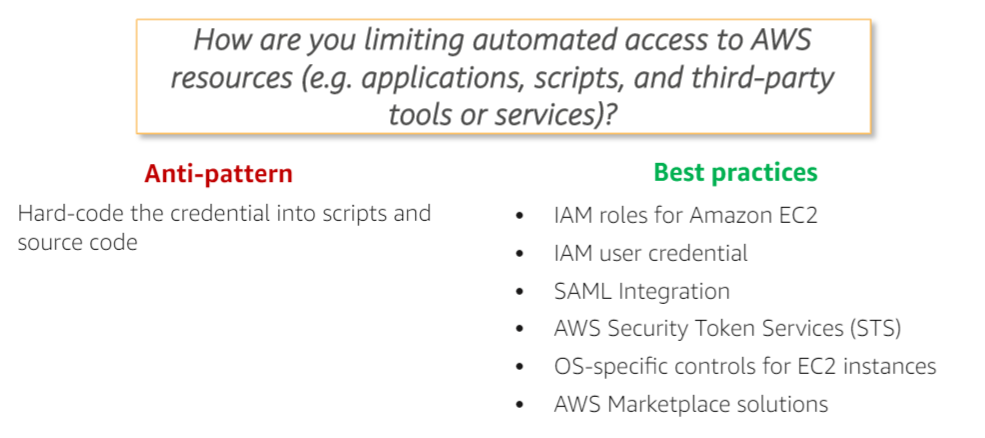 How are you limiting automated access to AWS
resources (e.g. applications, scripts, and third-party
tools or services)?
Anti-pattern
Hard-code the credential into scripts and
source code
Best practices
• IAM roles for Amazon EC2
• IAM user credential
• SAML Integration
• AWS Security Token Services (STS)
• OS-specific controls for EC2 instances
• AWS Marketplace solutions